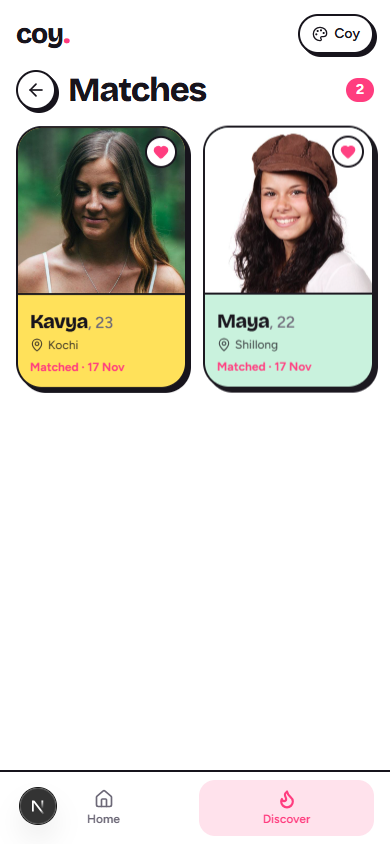 coy.
Coy
Matches
2
Kavya, 23
Kochi
Matched · 17 Nov
Maya, 22
Shillong
Matched · 17 Nov
N
Home
Discover